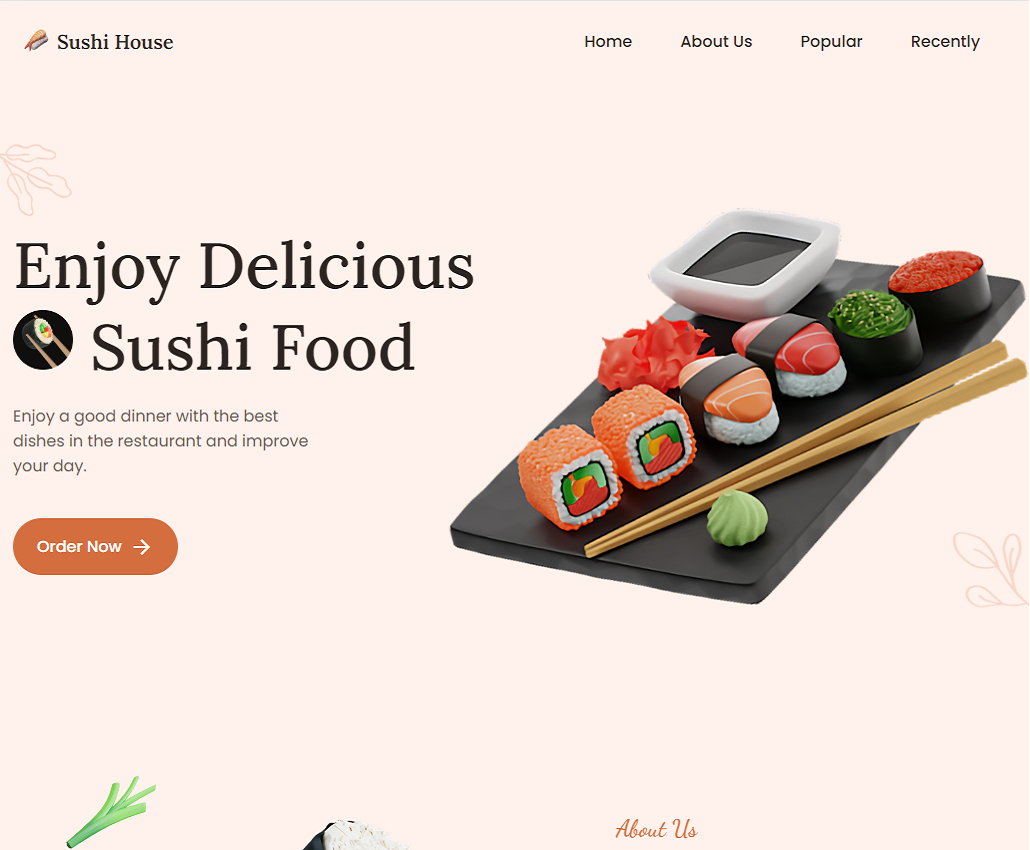 Sushi House
Home
About Us
Popular
Recently
Enjoy Delicious
Sushi Food
Enjoy a good dinner with the best
dishes in the restaurant and improve
your day.
Order Now
About Us